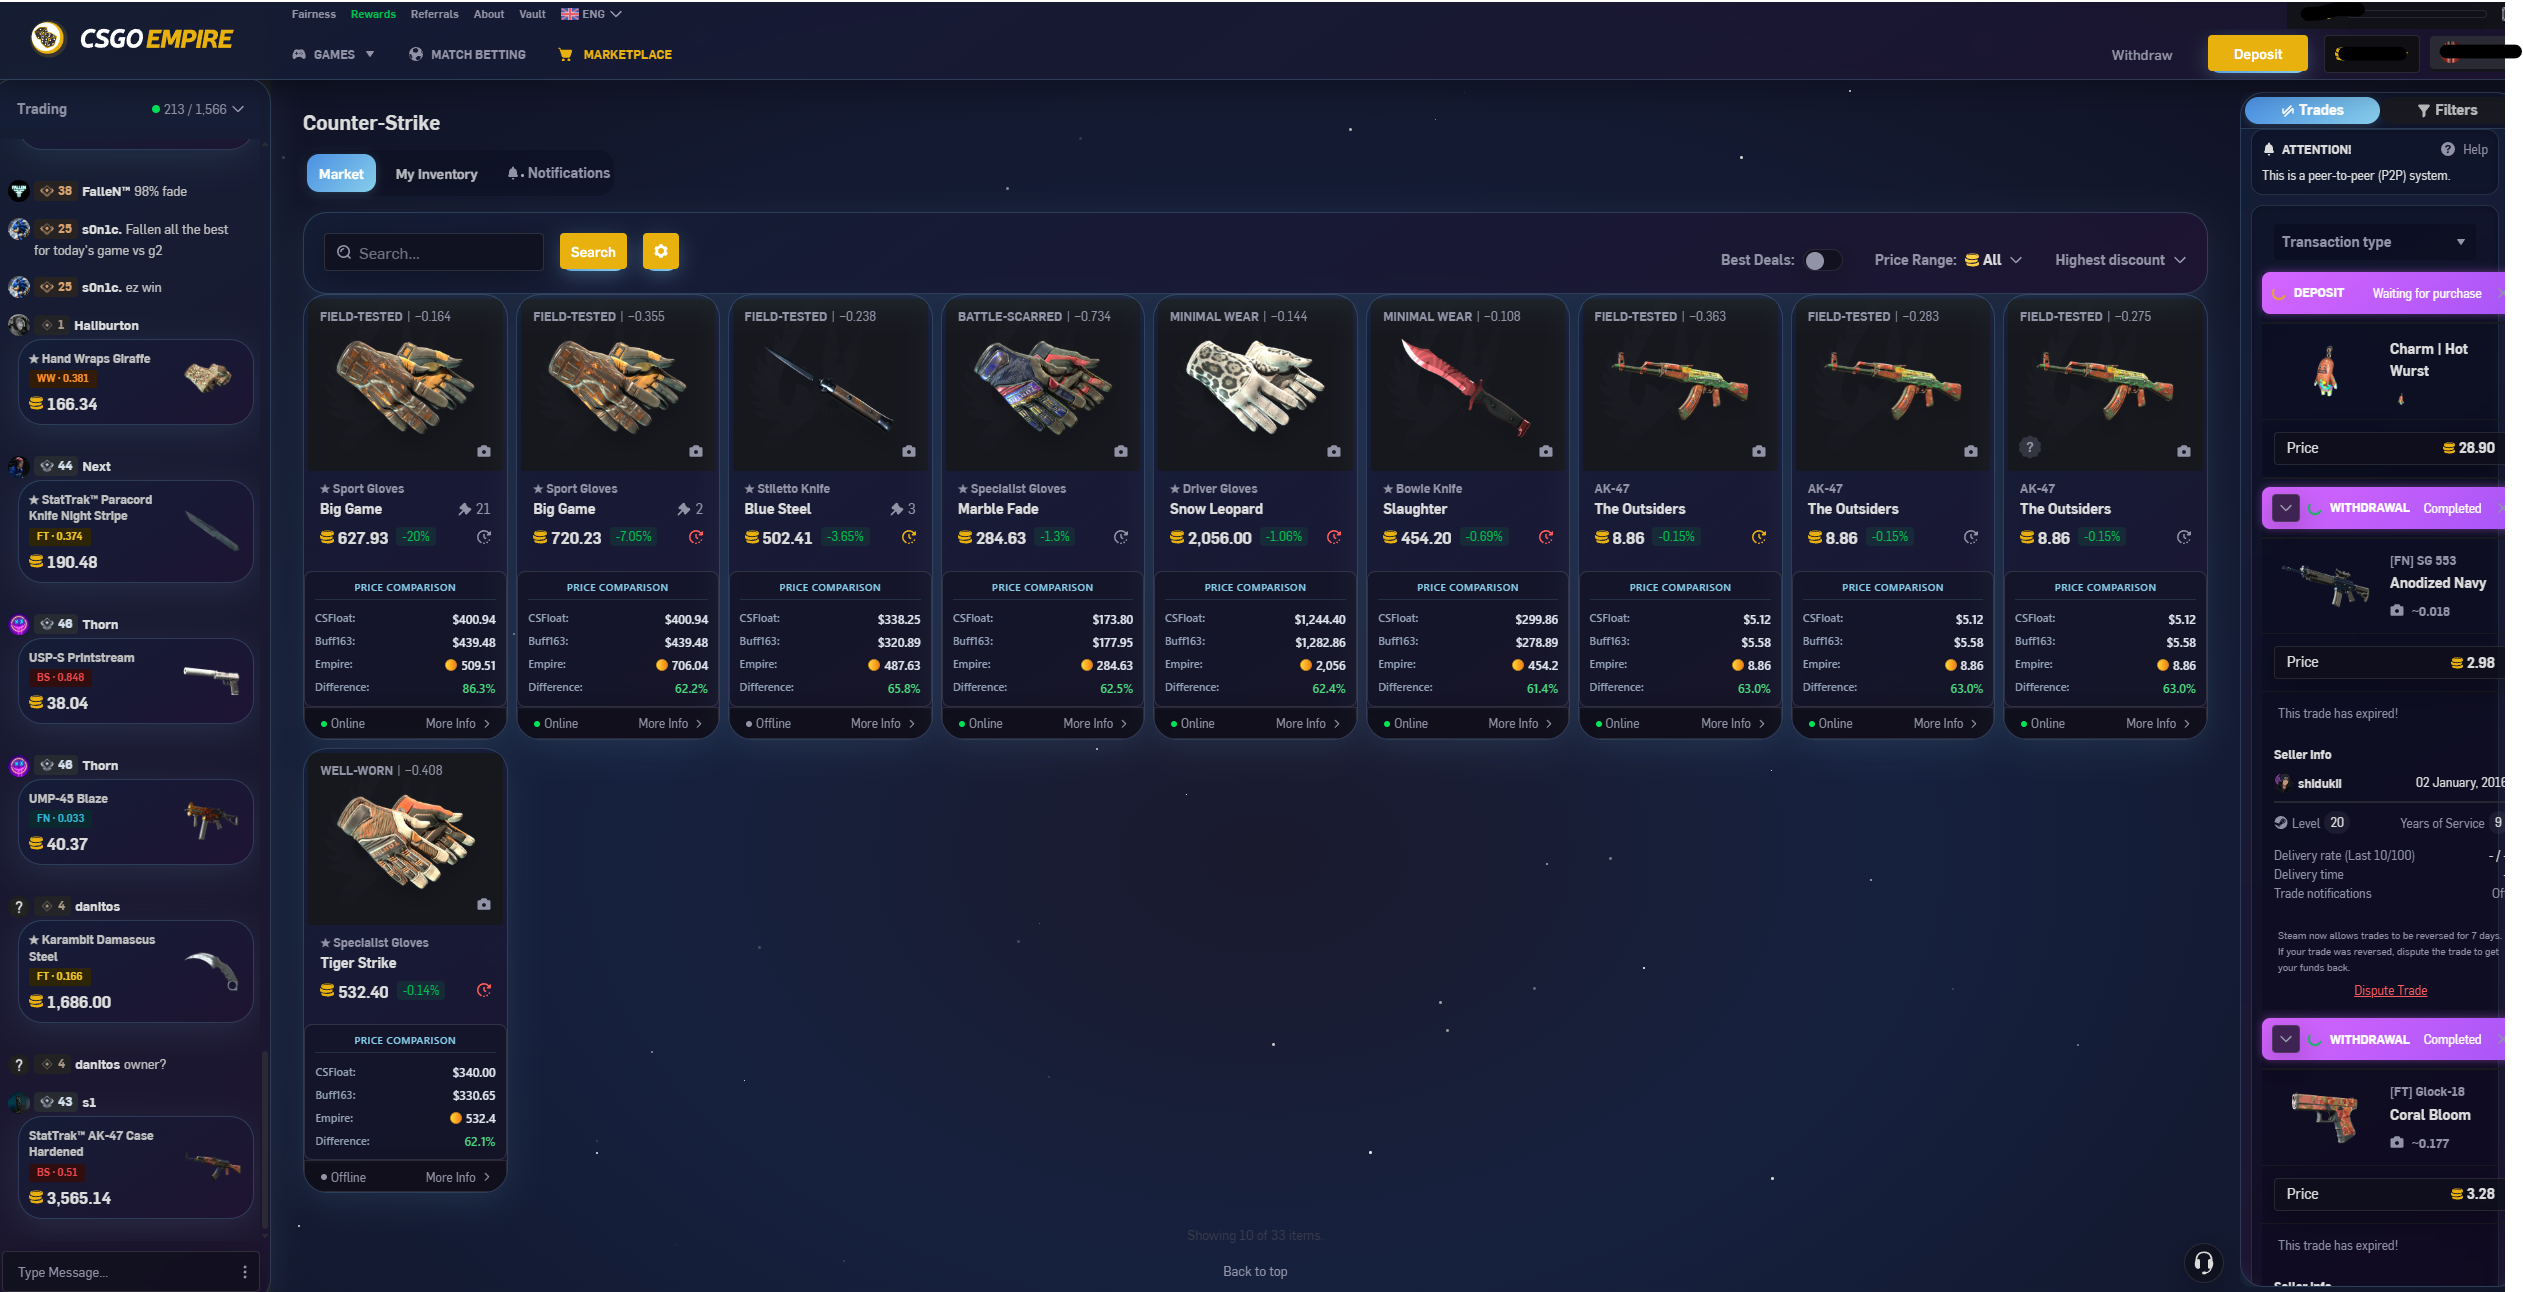 CSGOEMPIRE
Fairness Rewards Referrals About Vault ENG
GAMES MATCH BETTING MARKETPLACE
Withdraw Deposit
Trading 213 / 1,566
38 FalleN™ 98% fade
25 s0n1c. Fallen all the best
for today's game vs g2
25 s0n1c. ez win
1 Haliburton
★ Hand Wraps Giraffe
WW · 0.381
166.34
44 Next
★ StatTrak™ Paracord
Knife Night Stripe
FT · 0.374
190.48
46 Thorn
USP-S Printstream
BS · 0.848
38.04
46 Thorn
UMP-45 Blaze
FN · 0.033
40.37
? 4 danitos
★ Karambit Damascus
Steel
FT · 0.166
1,686.00
? 4 danitos owner?
43 s1
StatTrak™ AK-47 Case
Hardened
BS · 0.51
3,565.14
Type Message...
Counter-Strike
Market My Inventory Notifications
Search... Search
Best Deals: Price Range: All Highest discount
FIELD-TESTED | ~0.164
★ Sport Gloves
Big Game 21
627.93 -20%
PRICE COMPARISON
CSFloat: $400.94
Buff163: $439.48
Empire: 509.51
Difference: 86.3%
Online More Info
FIELD-TESTED | ~0.355
★ Sport Gloves
Big Game 2
720.23 -7.05%
PRICE COMPARISON
CSFloat: $400.94
Buff163: $439.48
Empire: 706.04
Difference: 62.2%
Online More Info
FIELD-TESTED | ~0.238
★ Stiletto Knife
Blue Steel 3
502.41 -3.65%
PRICE COMPARISON
CSFloat: $338.25
Buff163: $320.89
Empire: 487.63
Difference: 65.8%
Offline More Info
BATTLE-SCARRED | ~0.734
★ Specialist Gloves
Marble Fade
284.63 -1.3%
PRICE COMPARISON
CSFloat: $173.80
Buff163: $177.95
Empire: 284.63
Difference: 62.5%
Online More Info
MINIMAL WEAR | ~0.144
★ Driver Gloves
Snow Leopard
2,056.00 -1.06%
PRICE COMPARISON
CSFloat: $1,244.40
Buff163: $1,282.86
Empire: 2,056
Difference: 62.4%
Online More Info
MINIMAL WEAR | ~0.108
★ Bowie Knife
Slaughter
454.20 -0.69%
PRICE COMPARISON
CSFloat: $299.86
Buff163: $278.89
Empire: 454.2
Difference: 61.4%
Online More Info
FIELD-TESTED | ~0.363
AK-47
The Outsiders
8.86 -0.15%
PRICE COMPARISON
CSFloat: $5.12
Buff163: $5.58
Empire: 8.86
Difference: 63.0%
Online More Info
FIELD-TESTED | ~0.283
AK-47
The Outsiders
8.86 -0.15%
PRICE COMPARISON
CSFloat: $5.12
Buff163: $5.58
Empire: 8.86
Difference: 63.0%
Online More Info
FIELD-TESTED | ~0.275
?
AK-47
The Outsiders
8.86 -0.15%
PRICE COMPARISON
CSFloat: $5.12
Buff163: $5.58
Empire: 8.86
Difference: 63.0%
Online More Info
WELL-WORN | ~0.408
★ Specialist Gloves
Tiger Strike
532.40 -0.14%
PRICE COMPARISON
CSFloat: $340.00
Buff163: $330.65
Empire: 532.4
Difference: 62.1%
Offline More Info
Showing 10 of 33 items.
Back to top
Trades Filters
ATTENTION! ? Help
This is a peer-to-peer (P2P) system.
Transaction type
DEPOSIT Waiting for purchase
Charm | Hot
Wurst
Price 28.90
WITHDRAWAL Completed
[FN] SG 553
Anodized Navy
~0.018
Price 2.98
This trade has expired!
Seller Info
shidukii 02 January, 2016
Level 20 Years of Service 9
Delivery rate (Last 10/100) - / -
Delivery time -
Trade notifications Of
Steam now allows trades to be reversed for 7 days.
If your trade was reversed, dispute the trade to get
your funds back.
Dispute Trade
WITHDRAWAL Completed
[FT] Glock-18
Coral Bloom
~0.177
Price 3.28
This trade has expired!
Seller Info